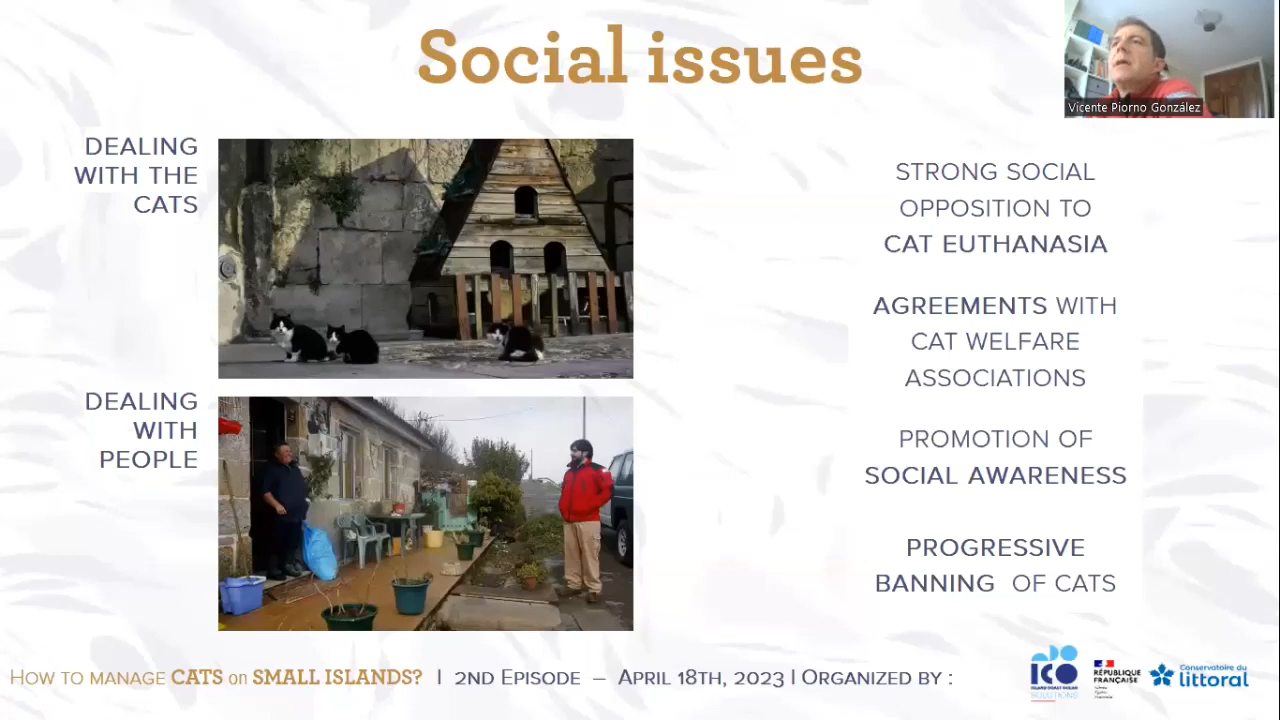 Social issues
Vicente Piorno González
DEALING
WITH THE
CATS
DEALING
WITH
PEOPLE
STRONG SOCIAL
OPPOSITION TO
CAT EUTHANASIA
AGREEMENTS WITH
CAT WELFARE
ASSOCIATIONS
PROMOTION OF
SOCIAL AWARENESS
PROGRESSIVE
BANNING OF CATS
HOW TO MANAGE CATS on SMALL ISLANDS? I 2ND EPISODE – APRIL 18TH, 2023 I ORGANIZED BY :
ICO
SOLUTIONS
RÉPUBLIQUE
FRANÇAISE
Conservatoire du
littoral